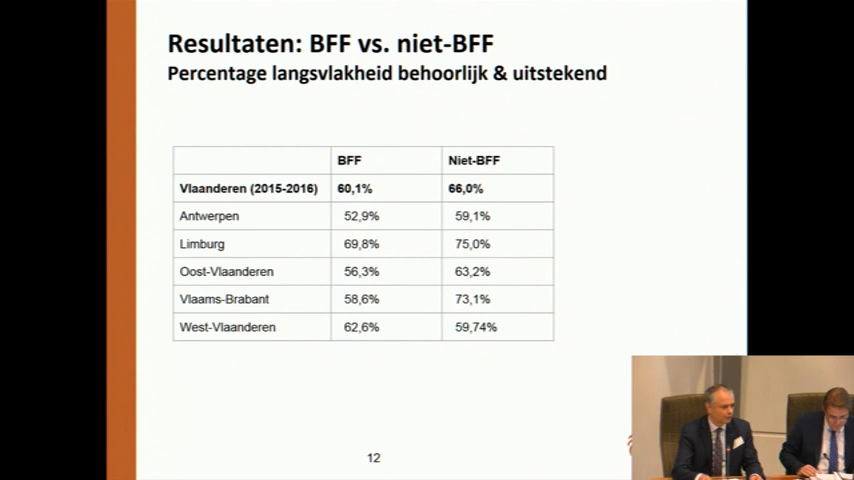 Resultaten: BFF vs. niet-BFF
Percentage langsvlakheid behoorlijk & uitstekend
BFF Niet-BFF
Vlaanderen (2015-2016) 60,1% 66,0%
Antwerpen 52,9% 59,1%
Limburg 69,8% 75,0%
Oost-Vlaanderen 56,3% 63,2%
Vlaams-Brabant 58,6% 73,1%
West-Vlaanderen 62,6% 59,74%
12